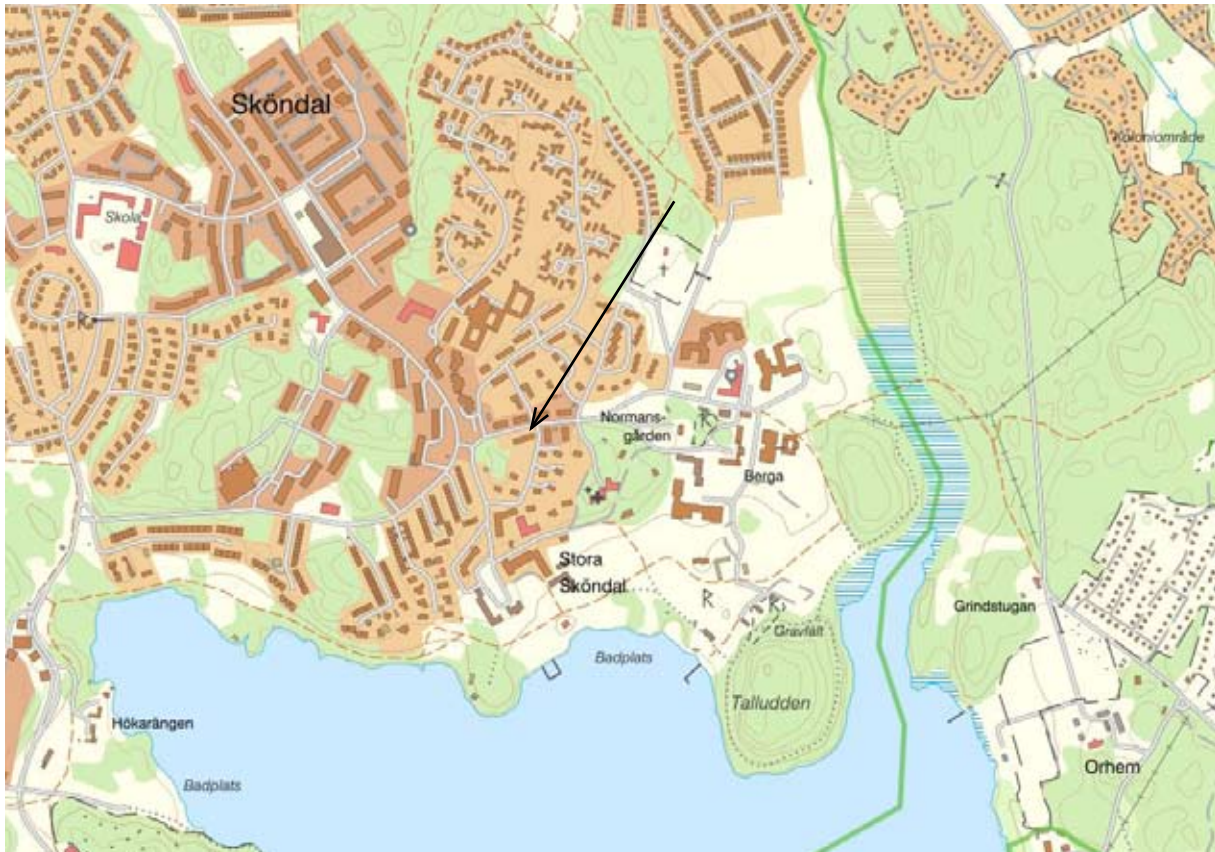 Sköndal
Koloniområde
Skola
Normans-
gården
Berga
Stora
Sköndal
Grindstugan
Gravfält
Badplats
Talludden
Hökarängen
Orhem
Badplats